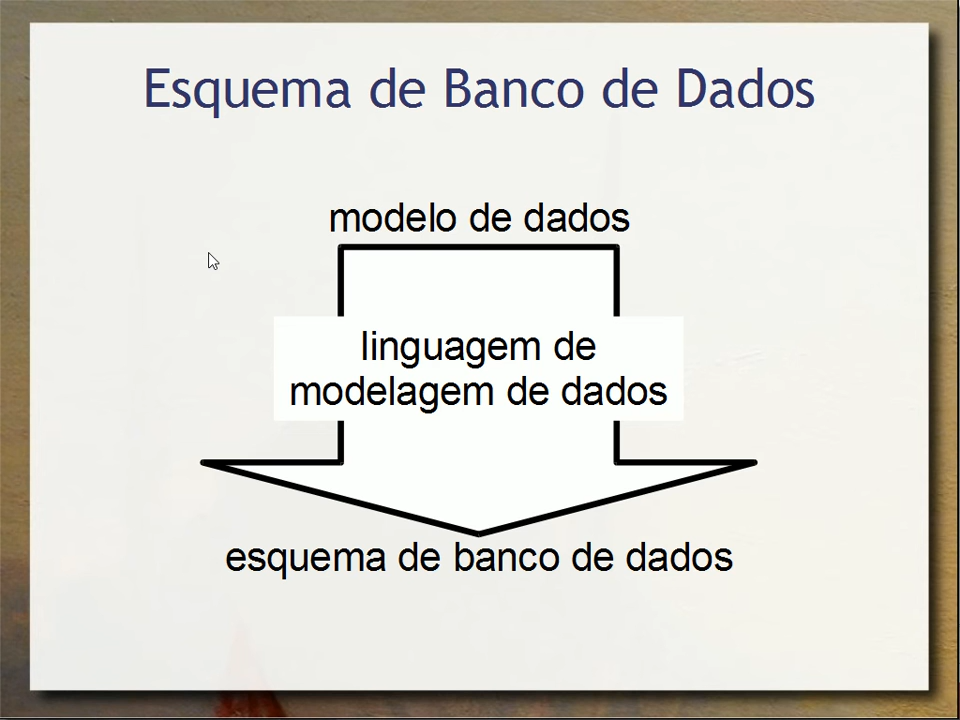 Esquema de Banco de Dados
modelo de dados
linguagem de
modelagem de dados
esquema de banco de dados